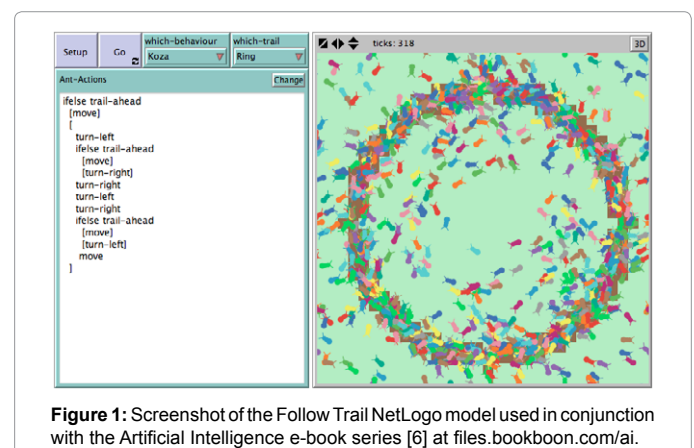 Setup
Go
which-behaviour
Koza
which-trail
Ring
ticks: 318
3D
Ant-Actions
Change
ifelse trail-ahead
[move]
[
turn-left
ifelse trail-ahead
[move]
[turn-right]
turn-right
turn-left
turn-right
ifelse trail-ahead
[move]
[turn-left]
move
]
Figure 1: Screenshot of the Follow Trail NetLogo model used in conjunction
with the Artificial Intelligence e-book series [6] at files.bookboon.com/ai.